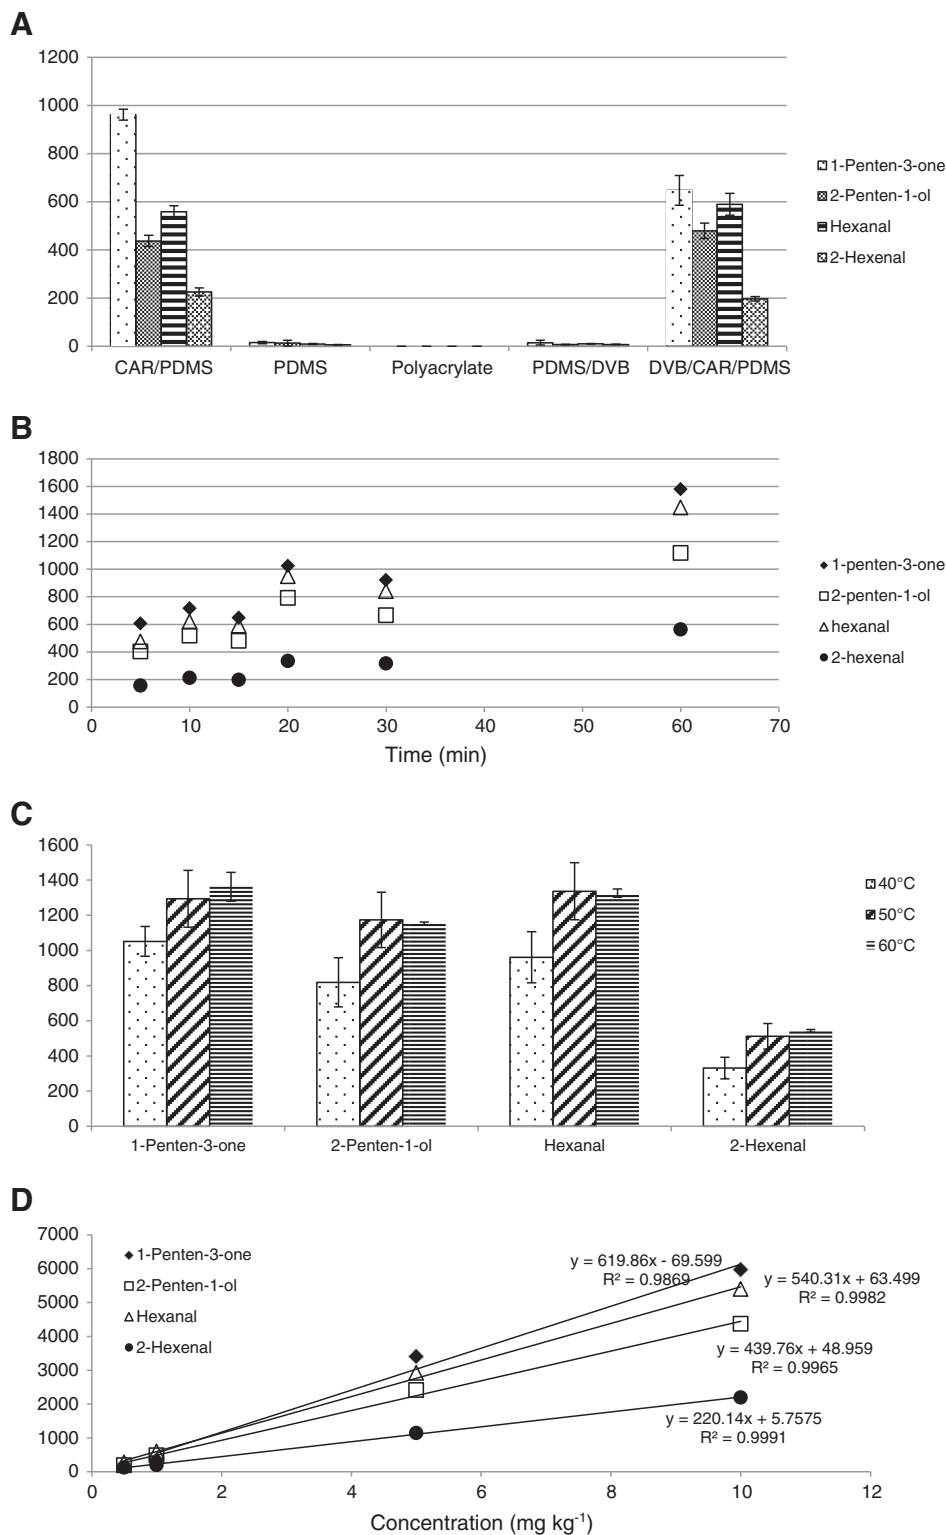 A
1200
1000
800
600
400
200
0
CAR/PDMS PDMS Polyacrylate PDMS/DVB DVB/CAR/PDMS
1-Penten-3-one
2-Penten-1-ol
Hexanal
2-Hexenal
B
1800
1600
1400
1200
1000
800
600
400
200
0
0 10 20 30 40 50 60 70
Time (min)
1-penten-3-one
2-penten-1-ol
hexanal
2-hexenal
C
1600
1400
1200
1000
800
600
400
200
0
1-Penten-3-one 2-Penten-1-ol Hexanal 2-Hexenal
40°C
50°C
60°C
D
7000
6000
5000
4000
3000
2000
1000
0
1-Penten-3-one
2-Penten-1-ol
Hexanal
2-Hexenal
y = 619.86x - 69.599
R² = 0.9869
y = 540.31x + 63.499
R² = 0.9982
y = 439.76x + 48.959
R² = 0.9965
y = 220.14x + 5.7575
R² = 0.9991
0 2 4 6 8 10 12
Concentration (mg kg⁻¹)